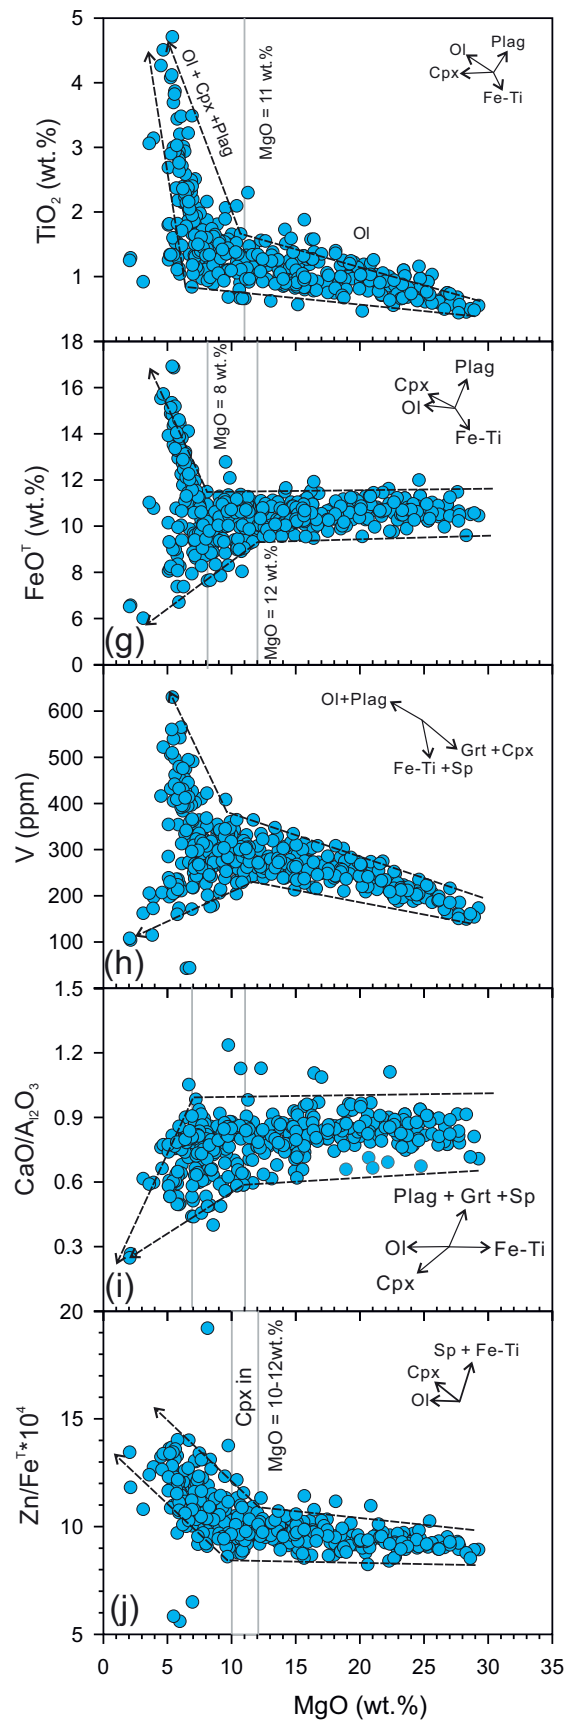 5
4
3
2
1
TiO2 (wt.%)
Ol + Cpx +Plag
MgO = 11 wt.%
Ol
Plag
Ol
Cpx
Fe-Ti
18
16
14
12
10
8
6
0
FeOT (wt.%)
MgO = 8 wt.%
MgO = 12 wt.%
Plag
Cpx
Ol
Fe-Ti
(g)
600
500
400
300
200
100
V (ppm)
Ol+Plag
Grt +Cpx
Fe-Ti +Sp
(h)
1.5
1.2
0.9
0.6
0.3
CaO/Al2O3
Plag + Grt +Sp
Ol
Fe-Ti
Cpx
(i)
20
15
10
5
Zn/FeT*104
Cpx in
MgO = 10-12wt.%
Sp + Fe-Ti
Cpx
Ol
(j)
0 5 10 15 20 25 30 35
MgO (wt.%)